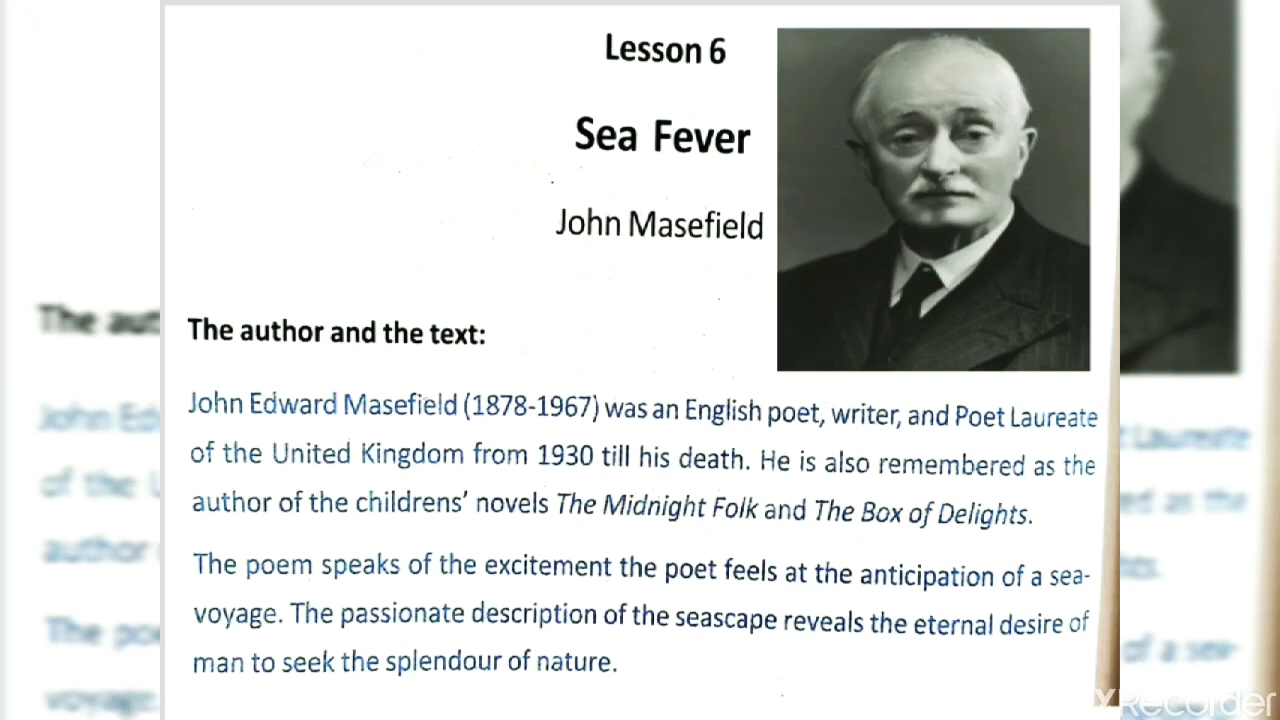 Lesson 6
Sea Fever
John Masefield
The author and the text:
John Edward Masefield (1878-1967) was an English poet, writer, and Poet Laureate
of the United Kingdom from 1930 till his death. He is also remembered as the
author of the childrens' novels The Midnight Folk and The Box of Delights.
The poem speaks of the excitement the poet feels at the anticipation of a sea-
voyage. The passionate description of the seascape reveals the eternal desire of
man to seek the splendour of nature.
XRecorder